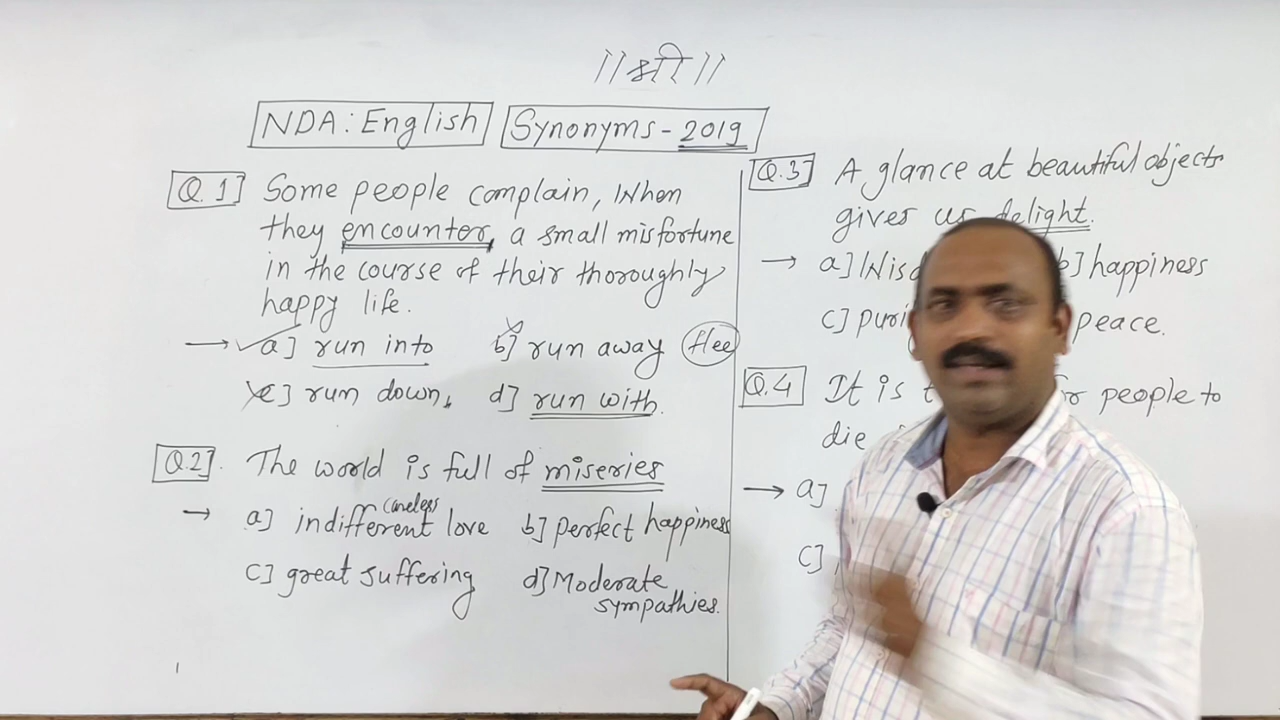 ॥ श्री ॥
NDA: English Synonyms - 2019
Q.1] Some people complain, when
they encounter, a small misfortune
in the course of their thoroughly
happy life.
→ a] run into b] run away flee
c] run down, d] run with.
Q.2]. The world is full of miseries
careless
→ a] indifferent love b] perfect happiness
c] great suffering d] Moderate
sympathies.
Q.3] A glance at beautiful objects
gives us delight.
→ a] b] happiness
c] peace.
Q.4 It is people to
die
→ a]
c]